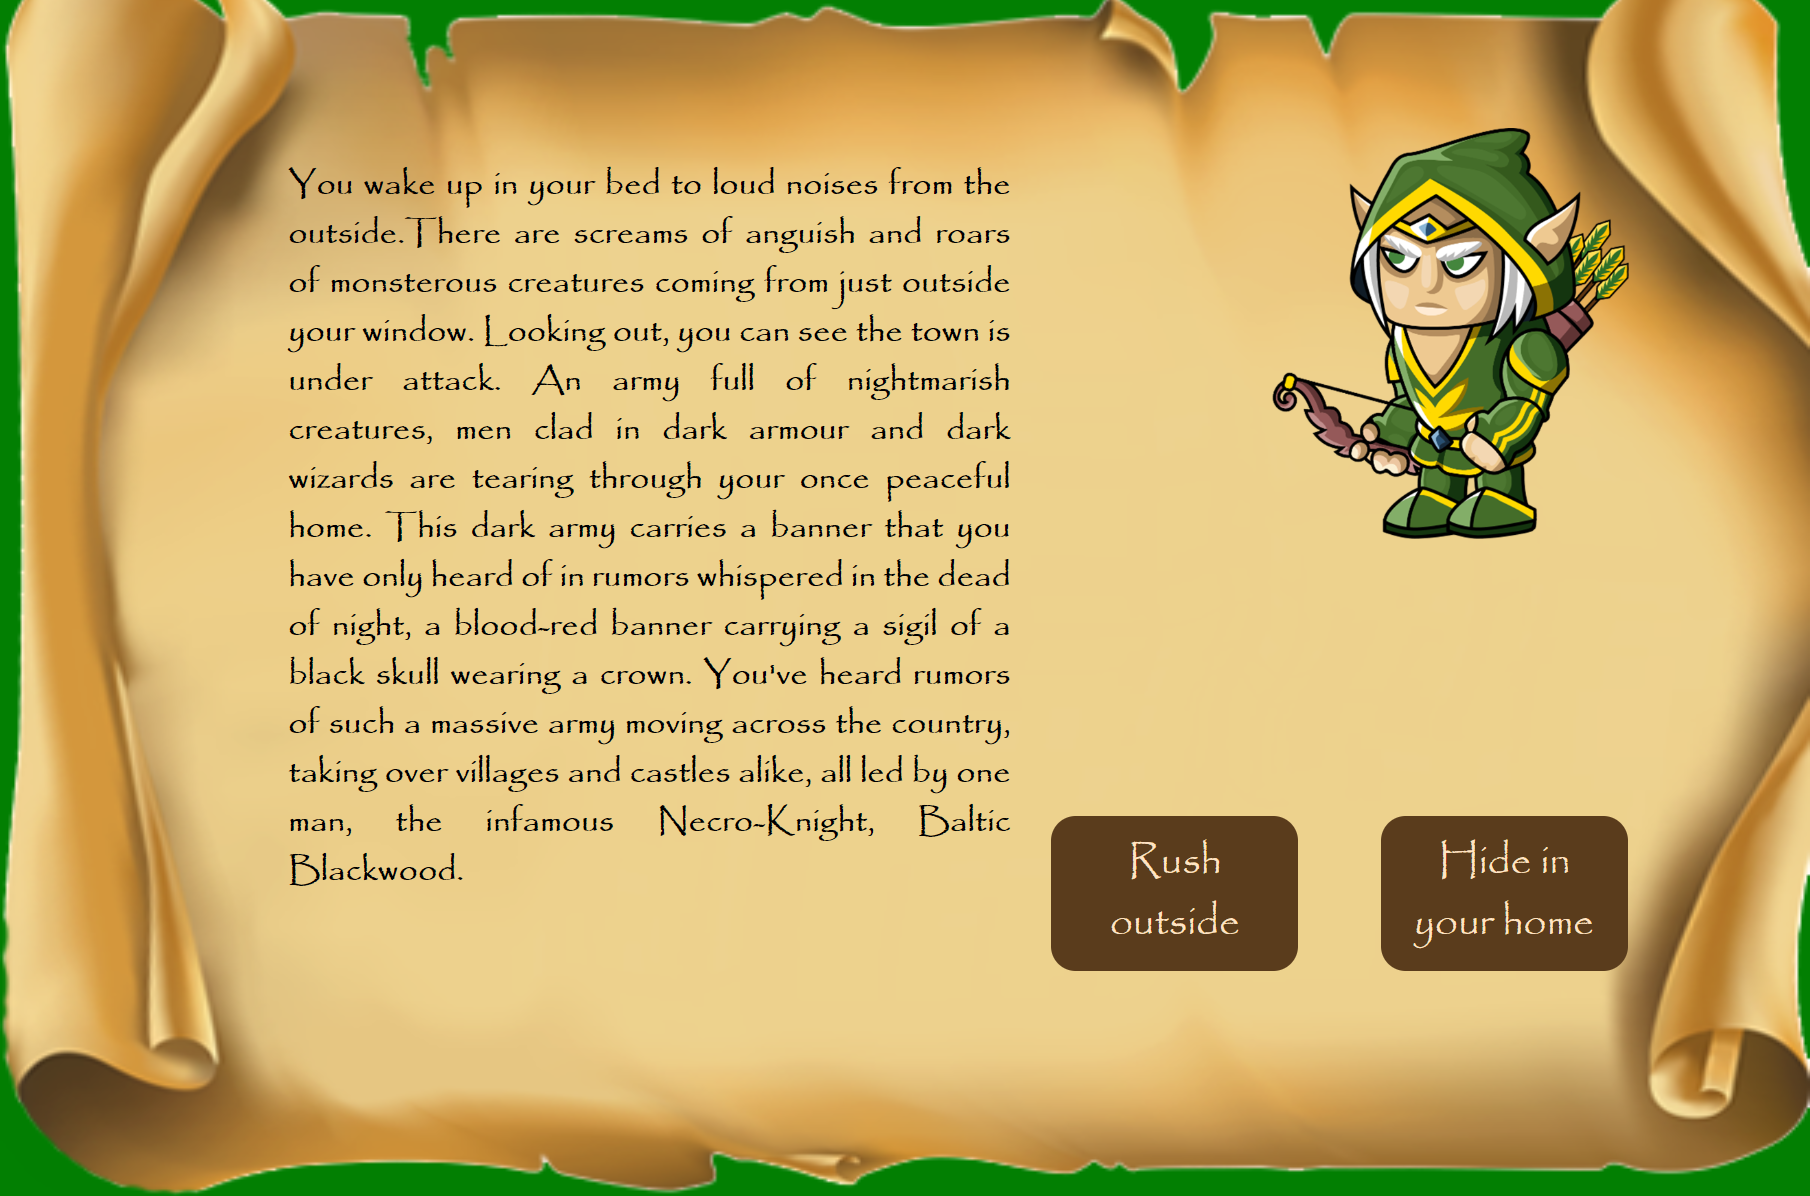 You wake up in your bed to loud noises from the
outside.There are screams of anguish and roars
of monsterous creatures coming from just outside
your window. Looking out, you can see the town is
under attack. An army full of nightmarish
creatures, men clad in dark armour and dark
wizards are tearing through your once peaceful
home. This dark army carries a banner that you
have only heard of in rumors whispered in the dead
of night, a blood-red banner carrying a sigil of a
black skull wearing a crown. You've heard rumors
of such a massive army moving across the country,
taking over villages and castles alike, all led by one
man, the infamous Necro-Knight, Baltic
Blackwood.
Rush
outside
Hide in
your home